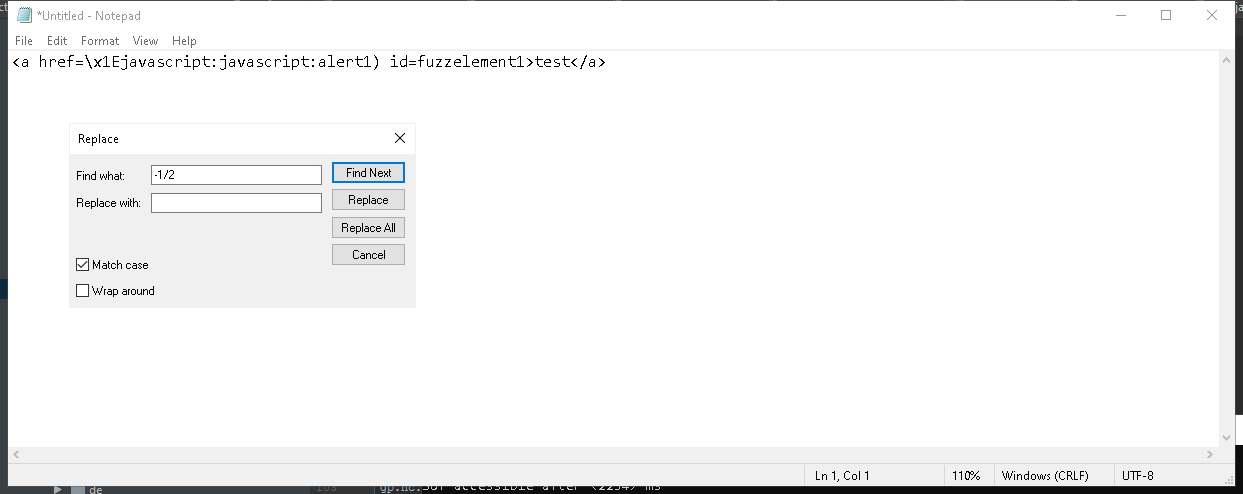 *Untitled - Notepad
File Edit Format View Help
<a href=\x1Ejavascript:javascript:alert1) id=fuzzelement1>test</a>
Replace
Find what: -1/2 Find Next
Replace with: Replace
Replace All
Cancel
Match case
Wrap around
Ln 1, Col 1 110% Windows (CRLF) UTF-8
de